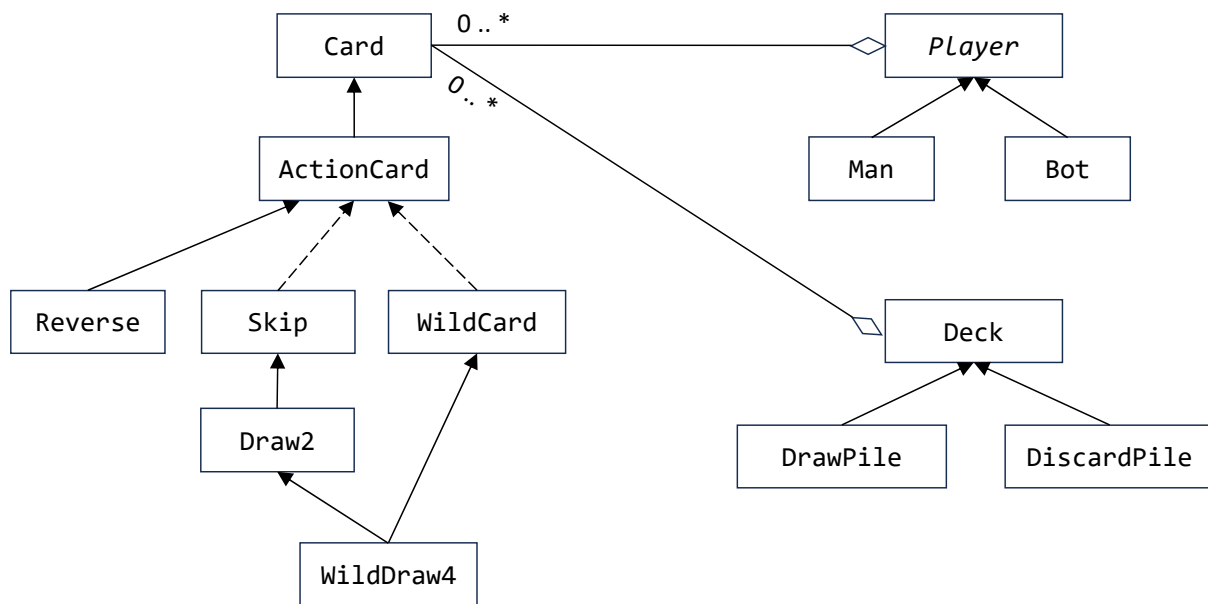 Card
0 .. *
Player
0 .. *
ActionCard
Man
Bot
Reverse
Skip
WildCard
Deck
Draw2
DrawPile
DiscardPile
WildDraw4